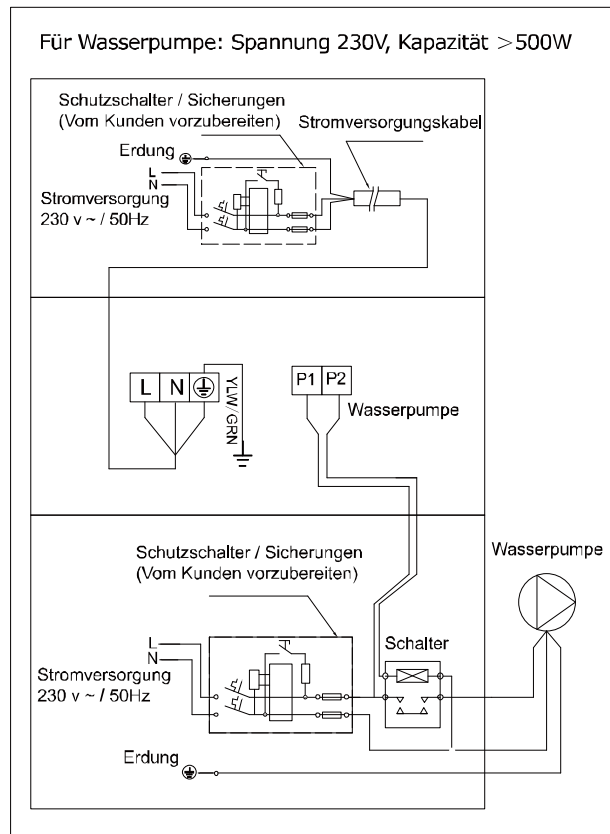 Für Wasserpumpe: Spannung 230V, Kapazität >500W
Schutzschalter / Sicherungen
(Vom Kunden vorzubereiten)
Stromversorgungskabel
Erdung
L
N
Stromversorgung
230 v ~ / 50Hz
L N
YLW/GRN
P1 P2
Wasserpumpe
Schutzschalter / Sicherungen
(Vom Kunden vorzubereiten)
Wasserpumpe
L
N
Schalter
Stromversorgung
230 v ~ / 50Hz
Erdung